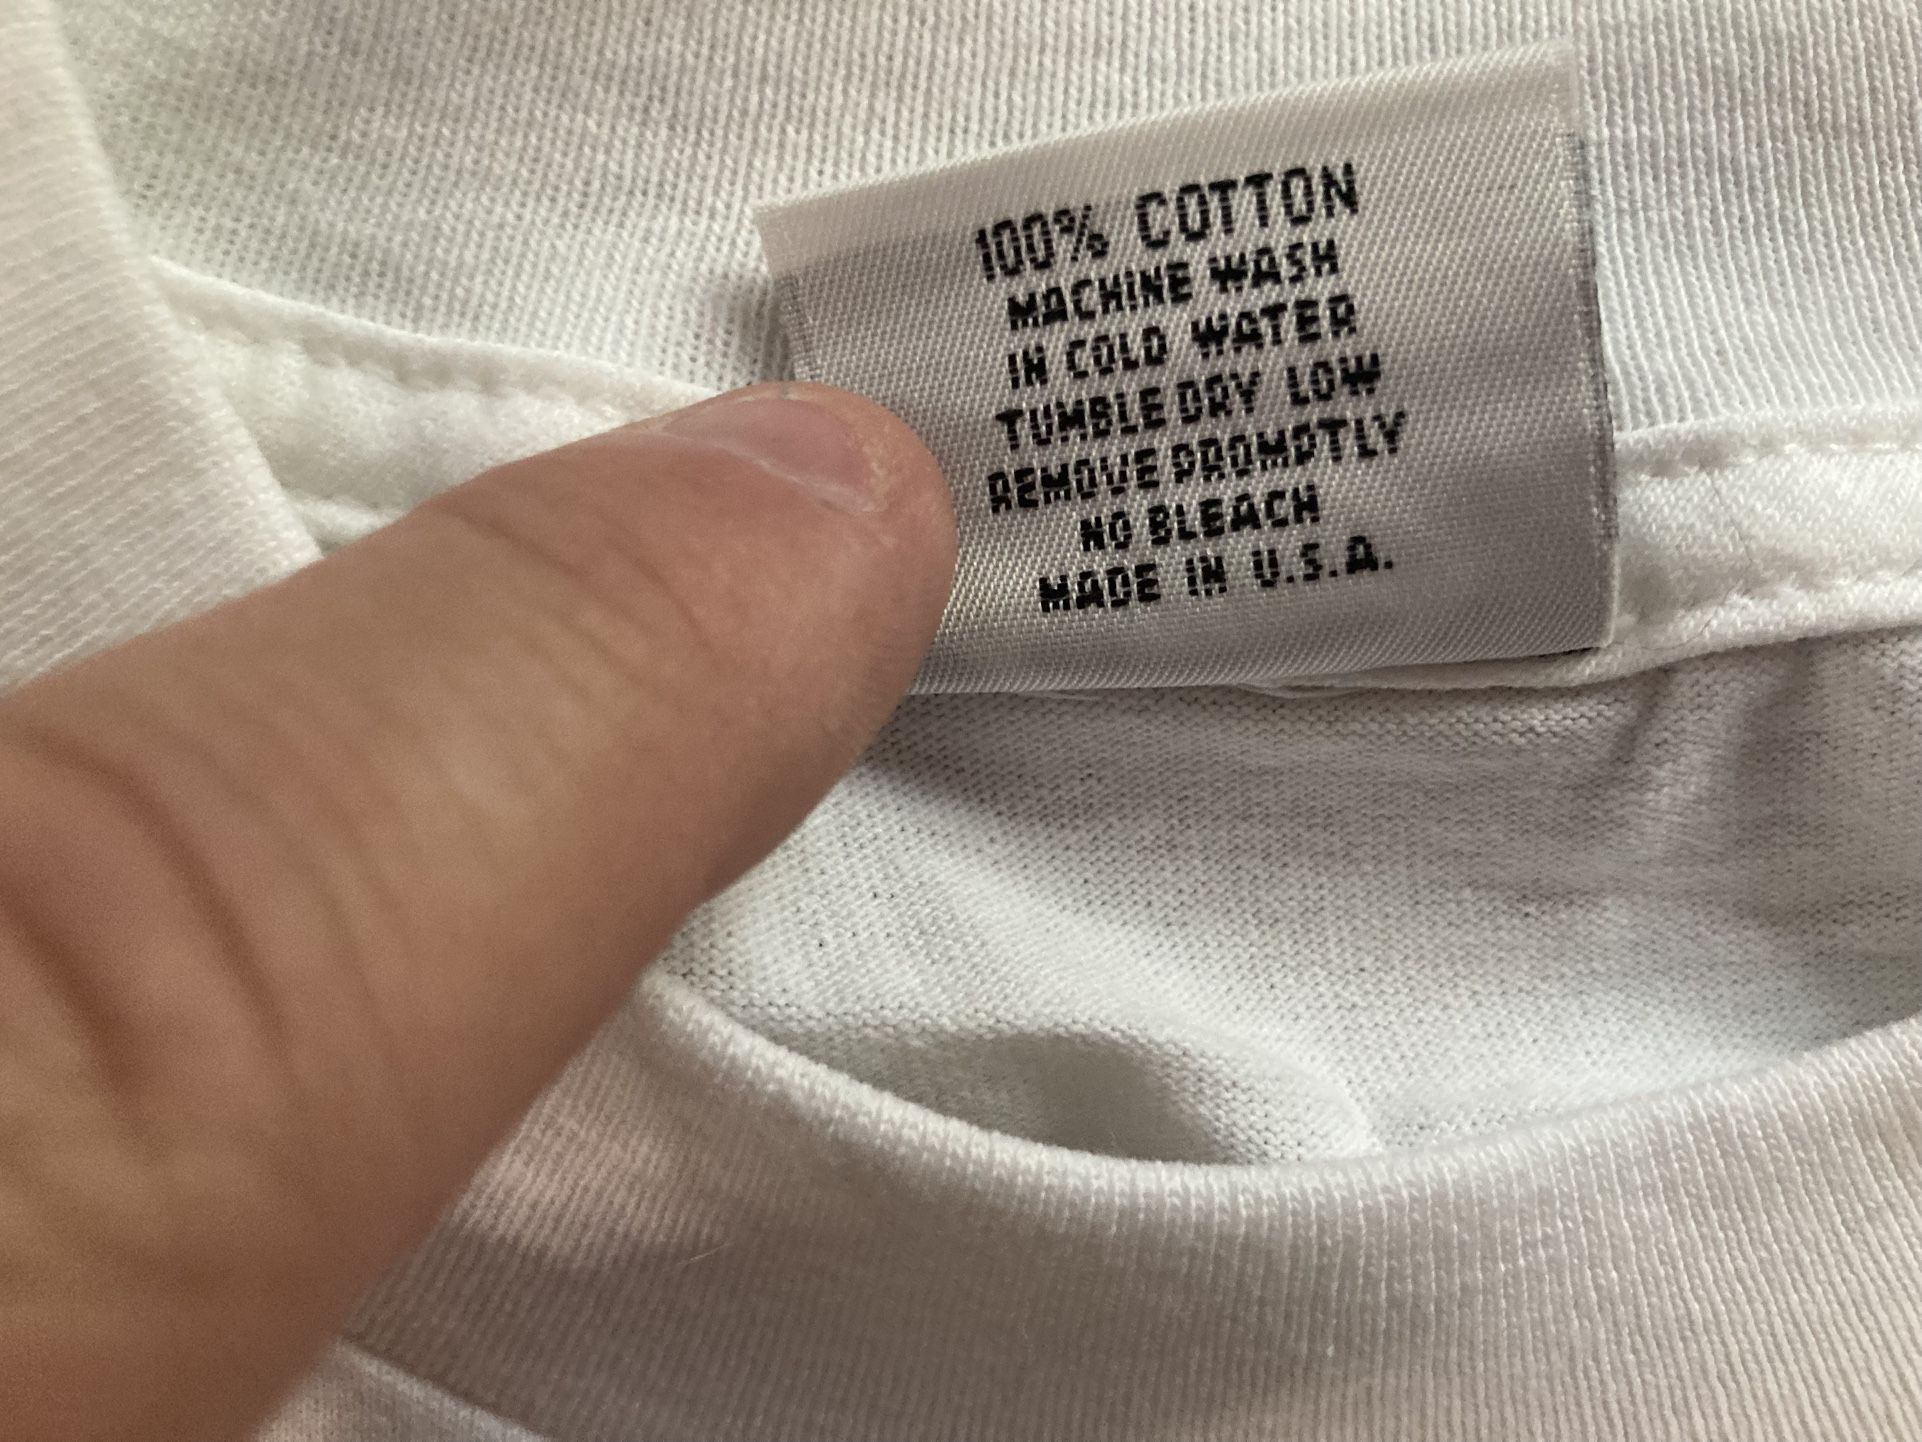 100% COTTON
MACHINE WASH
IN COLD WATER
TUMBLE DRY LOW
REMOVE PROMPTLY
NO BLEACH
MADE IN U.S.A.